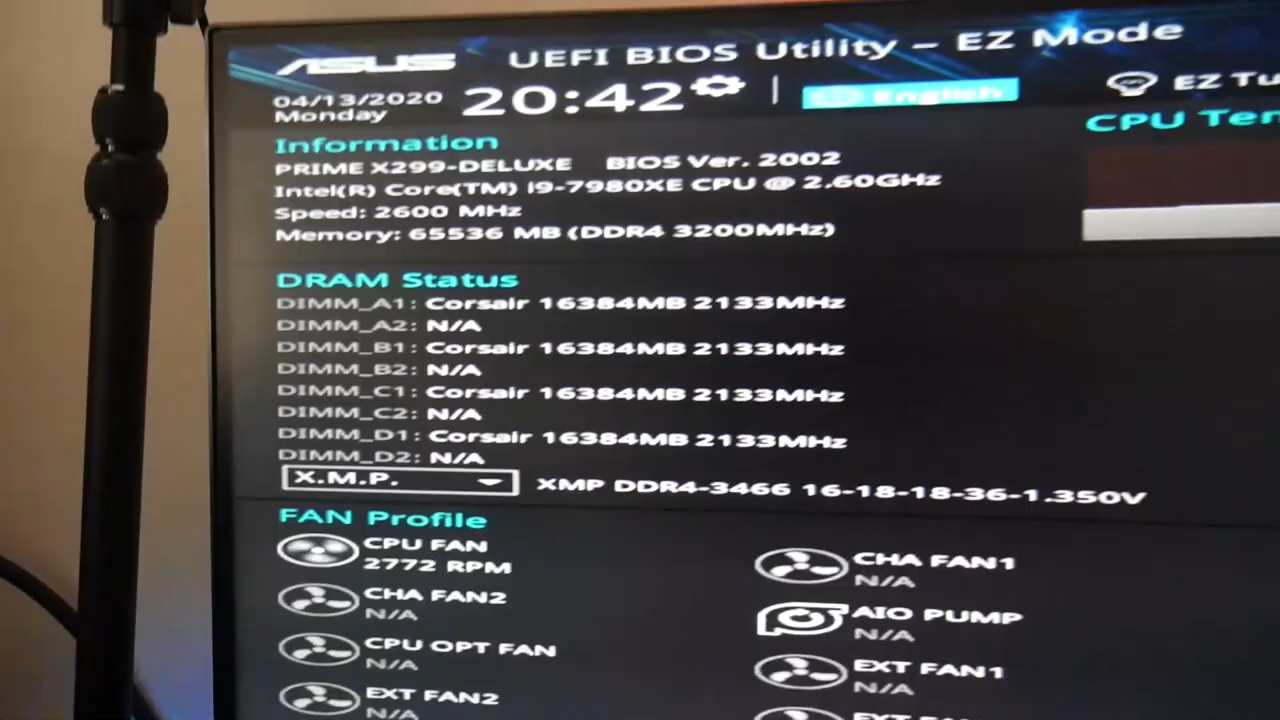 ASUS UEFI BIOS Utility – EZ Mode
04/13/2020 20:42 English EZ Tu
Monday
CPU Tem
Information
PRIME X299-DELUXE BIOS Ver. 2002
Intel(R) Core(TM) i9-7980XE CPU @ 2.60GHz
Speed: 2600 MHz
Memory: 65536 MB (DDR4 3200MHz)
DRAM Status
DIMM_A1: Corsair 16384MB 2133MHz
DIMM_A2: N/A
DIMM_B1: Corsair 16384MB 2133MHz
DIMM_B2: N/A
DIMM_C1: Corsair 16384MB 2133MHz
DIMM_C2: N/A
DIMM_D1: Corsair 16384MB 2133MHz
DIMM_D2: N/A
X.M.P. XMP DDR4-3466 16-18-18-36-1.350V
FAN Profile
CPU FAN
2772 RPM
CHA FAN1
N/A
CHA FAN2
N/A
AIO PUMP
N/A
CPU OPT FAN
N/A
EXT FAN1
N/A
EXT FAN2
N/A